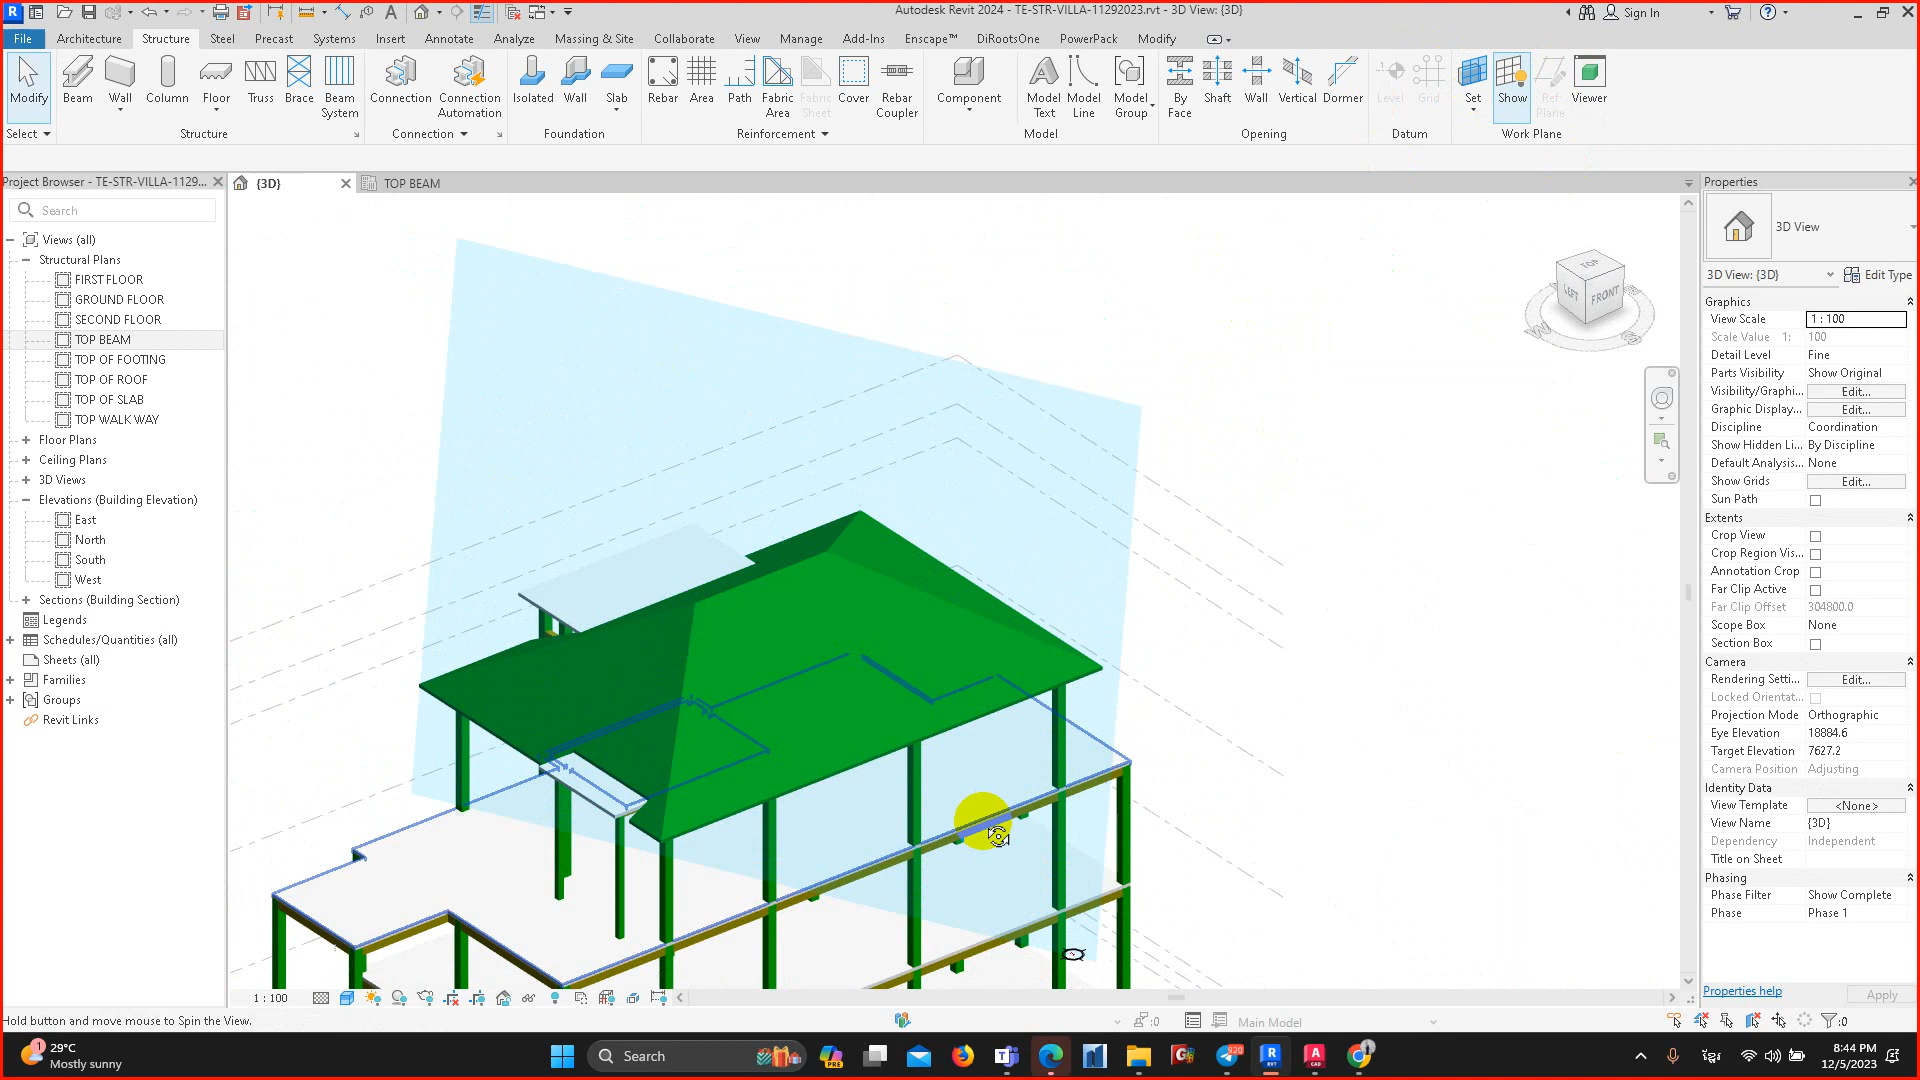 Autodesk Revit 2024 - TE-STR-VILLA-11292023.rvt - 3D View: {3D}
Sign In
File Architecture Structure Steel Precast Systems Insert Annotate Analyze Massing & Site Collaborate View Manage Add-Ins Enscape™ DiRootsOne PowerPack Modify
Modify Beam Wall Column Floor Truss Brace Beam System Connection Connection Automation Isolated Wall Slab Rebar Area Path Fabric Area Fabric Sheet Cover Rebar Coupler Component Model Text Model Line Model Group By Face Shaft Wall Vertical Dormer Level Grid Set Show Ref Plane Viewer
Select Structure Connection Foundation Reinforcement Model Opening Datum Work Plane
Project Browser - TE-STR-VILLA-1129...
{3D}
TOP BEAM
Properties
Search
Views (all)
Structural Plans
FIRST FLOOR
GROUND FLOOR
SECOND FLOOR
TOP BEAM
TOP OF FOOTING
TOP OF ROOF
TOP OF SLAB
TOP WALK WAY
Floor Plans
Ceiling Plans
3D Views
Elevations (Building Elevation)
East
North
South
West
Sections (Building Section)
Legends
Schedules/Quantities (all)
Sheets (all)
Families
Groups
Revit Links
TOP
LEFT
FRONT
W
3D View
3D View: {3D} Edit Type
Graphics
View Scale 1 : 100
Scale Value 1: 100
Detail Level Fine
Parts Visibility Show Original
Visibility/Graphi... Edit...
Graphic Display... Edit...
Discipline Coordination
Show Hidden Li... By Discipline
Default Analysis... None
Show Grids Edit...
Sun Path
Extents
Crop View
Crop Region Vis...
Annotation Crop
Far Clip Active
Far Clip Offset 304800.0
Scope Box None
Section Box
Camera
Rendering Setti... Edit...
Locked Orientat...
Projection Mode Orthographic
Eye Elevation 18884.6
Target Elevation 7627.2
Camera Position Adjusting
Identity Data
View Template <None>
View Name {3D}
Dependency Independent
Title on Sheet
Phasing
Phase Filter Show Complete
Phase Phase 1
Properties help
Apply
1 : 100
Hold button and move mouse to Spin the View.
:0
Main Model
:0
1
29°C
Mostly sunny
Search
PRE
920
RVT
CAD
8:44 PM
12/5/2023